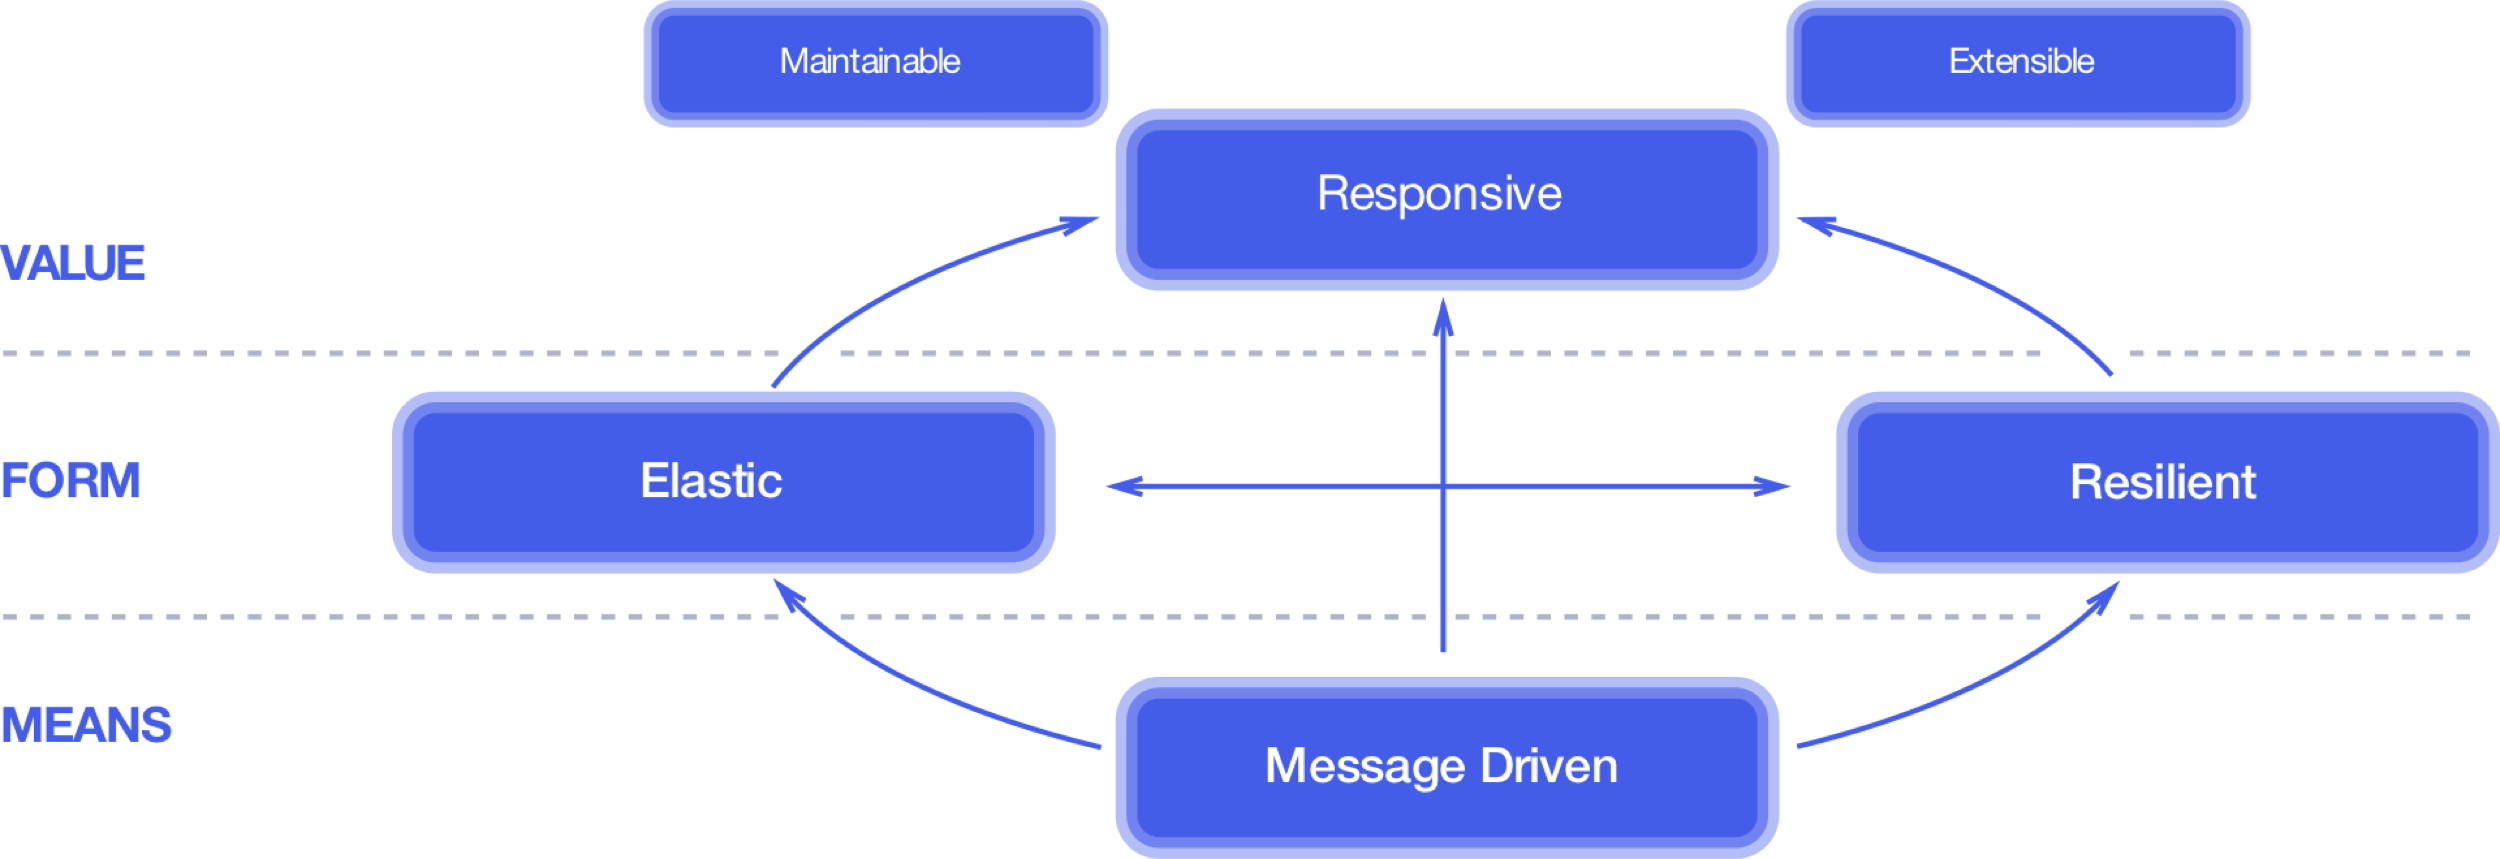 Maintainable
Extensible
Responsive
VALUE
Elastic
Resilient
FORM
Message Driven
MEANS